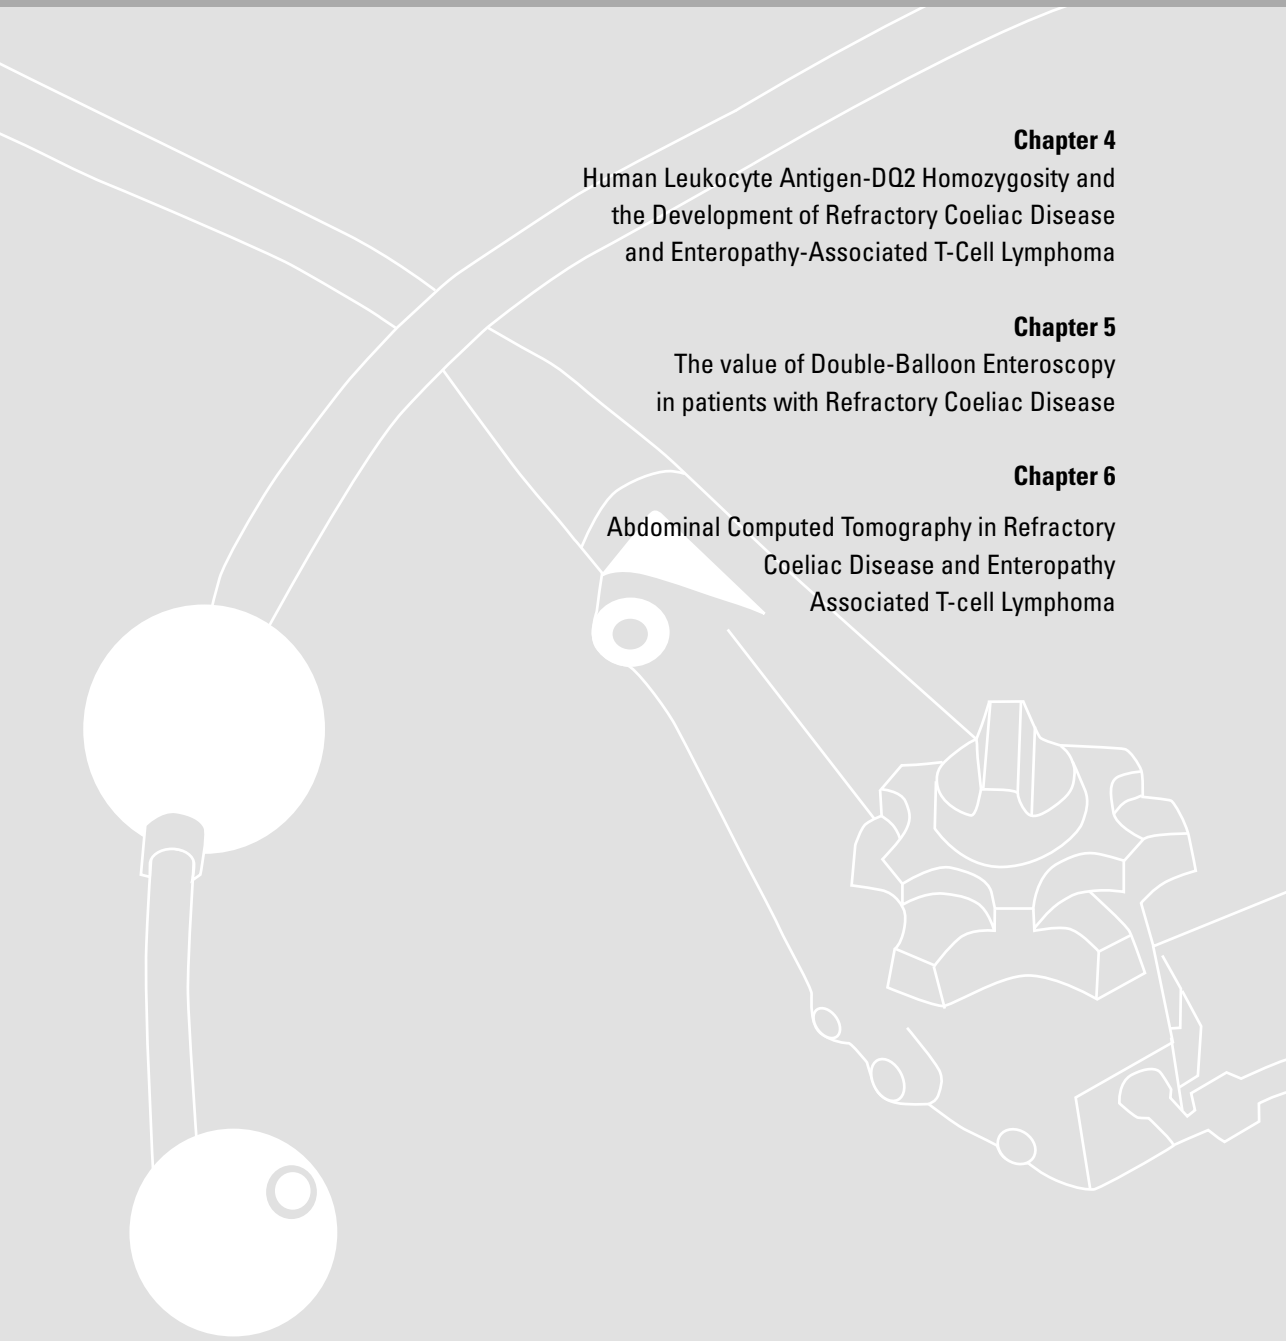 Chapter 4
Human Leukocyte Antigen-DQ2 Homozygosity and
the Development of Refractory Coeliac Disease
and Enteropathy-Associated T-Cell Lymphoma
Chapter 5
The value of Double-Balloon Enteroscopy
in patients with Refractory Coeliac Disease
Chapter 6
Abdominal Computed Tomography in Refractory
Coeliac Disease and Enteropathy
Associated T-cell Lymphoma